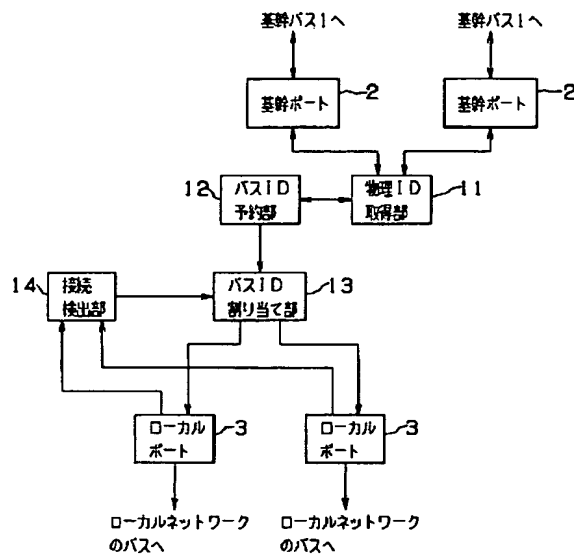 基幹バス1へ
基幹バス1へ
2
基幹ポート
2
基幹ポート
12
バスID
予約部
物理ID
取得部
11
14
接続
検出部
バスID
割り当て部
13
ローカル
ポート
3
ローカル
ポート
3
ローカルネットワーク
のバスへ
ローカルネットワーク
のバスへ